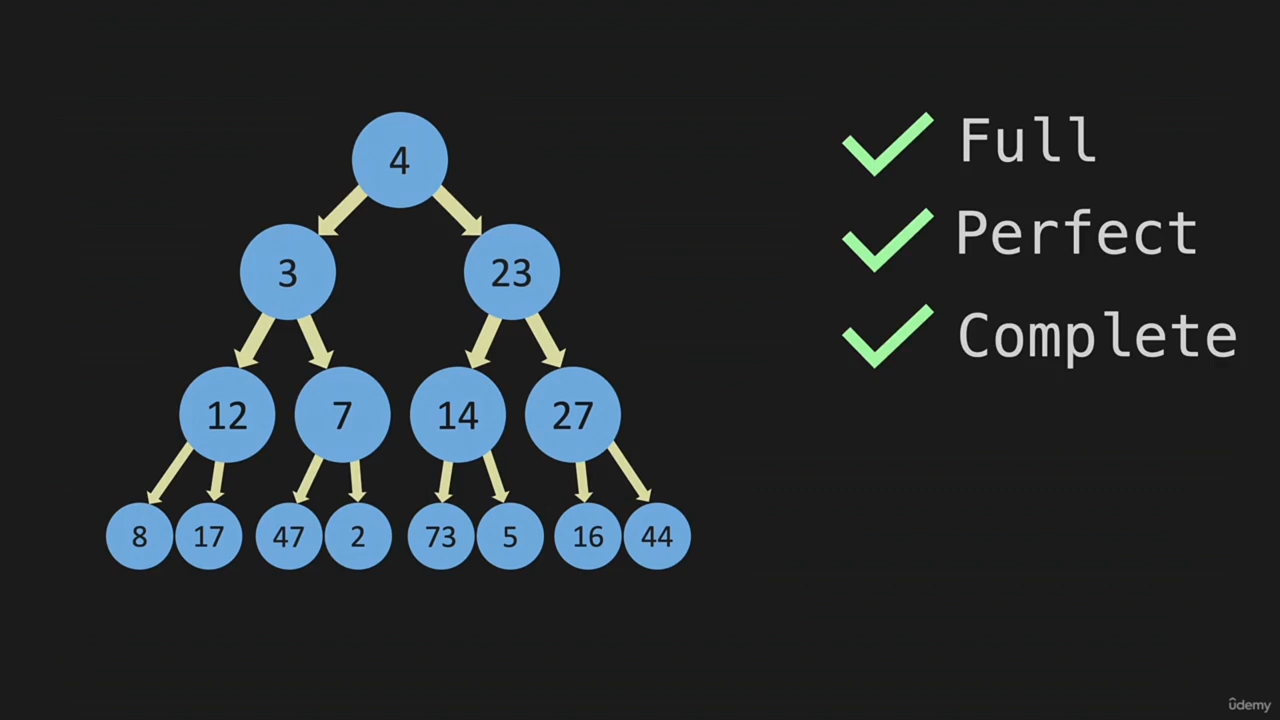 4
Full
3 23
Perfect
Complete
12 7 14 27
8 17 47 2 73 5 16 44
ûdemy